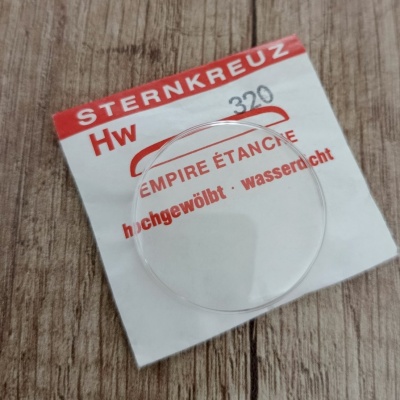 STERNKREUZ
Hw 320
EMPIRE ÉTANCHE
hochgewölbt · wasserdicht